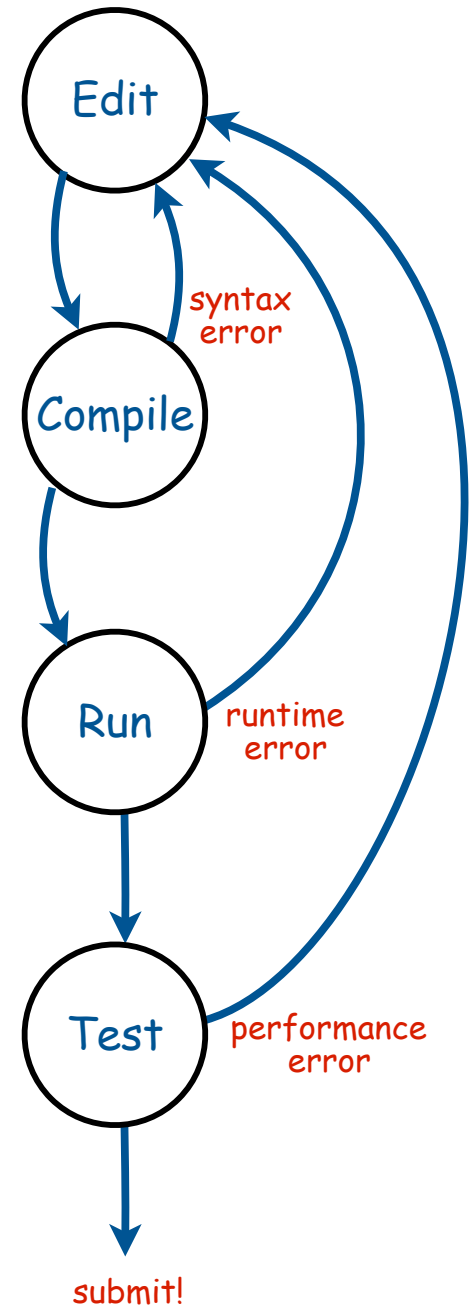 Edit
syntax
error
Compile
Run
runtime
error
Test
performance
error
submit!